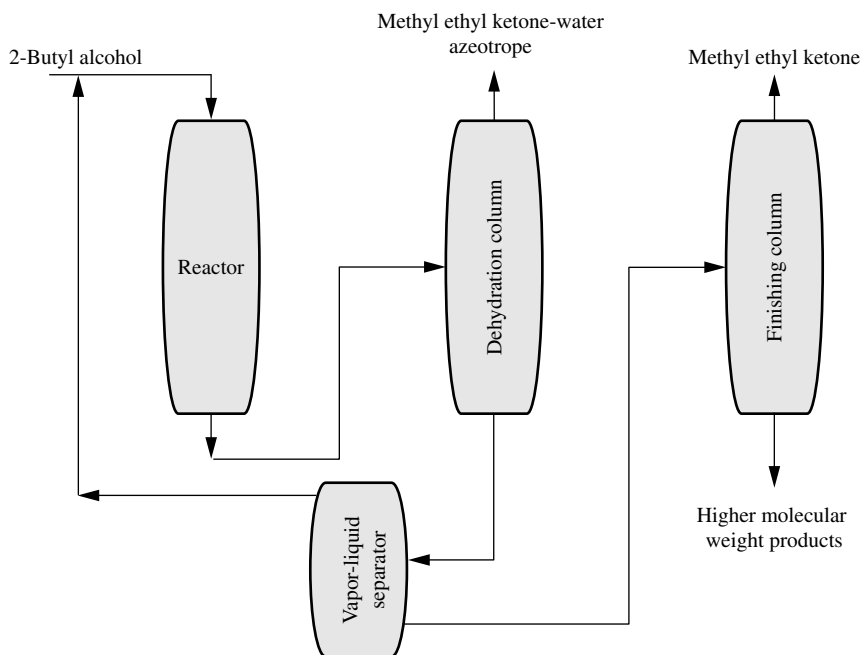 Methyl ethyl ketone-water
azeotrope
2-Butyl alcohol
Methyl ethyl ketone
Reactor
Dehydration column
Finishing column
Vapor-liquid
separator
Higher molecular
weight products